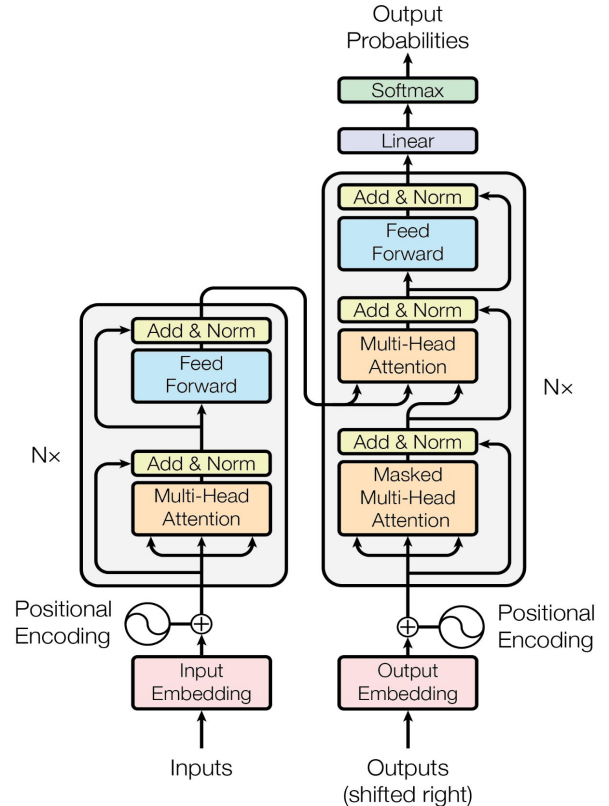 Output
Probabilities
Softmax
Linear
Add & Norm
Feed
Forward
Add & Norm
Multi-Head
Attention
Add & Norm
Masked
Multi-Head
Attention
N×
Add & Norm
Feed
Forward
Add & Norm
Multi-Head
Attention
N×
Positional
Encoding
Positional
Encoding
Input
Embedding
Output
Embedding
Inputs
Outputs
(shifted right)